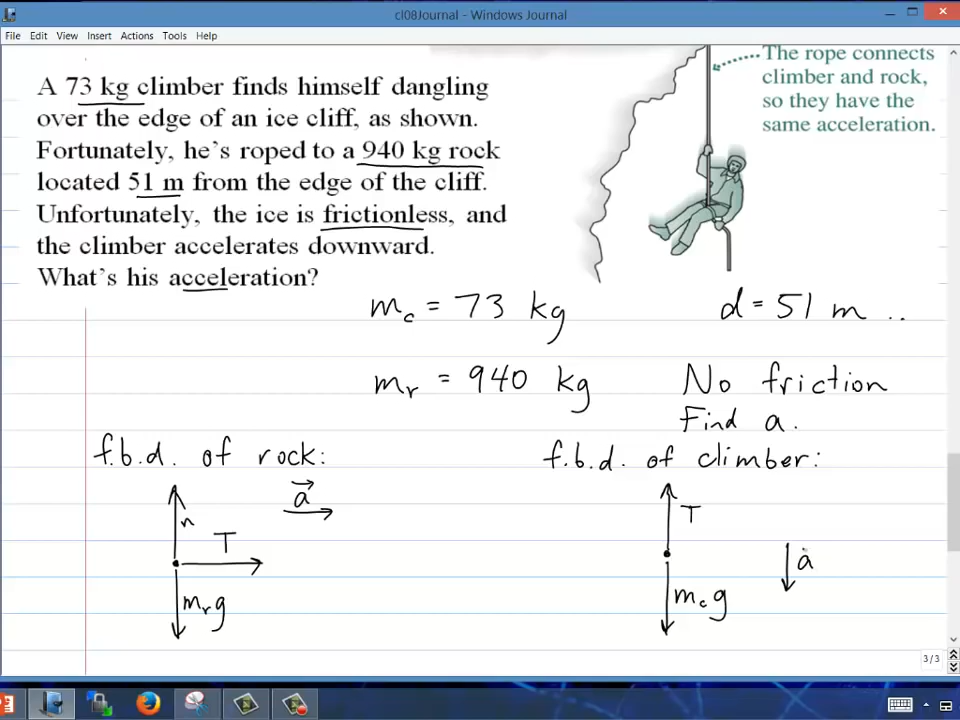 cl08Journal - Windows Journal
File Edit View Insert Actions Tools Help
A 73 kg climber finds himself dangling
over the edge of an ice cliff, as shown.
Fortunately, he's roped to a 940 kg rock
located 51 m from the edge of the cliff.
Unfortunately, the ice is frictionless, and
the climber accelerates downward.
What's his acceleration?
The rope connects
climber and rock,
so they have the
same acceleration.
m_c = 73 kg
d = 51 m ..
m_r = 940 kg
No friction
Find a.
f.b.d. of rock:
f.b.d. of climber:
n
T
m_r g
a
T
m_c g
a
3/3